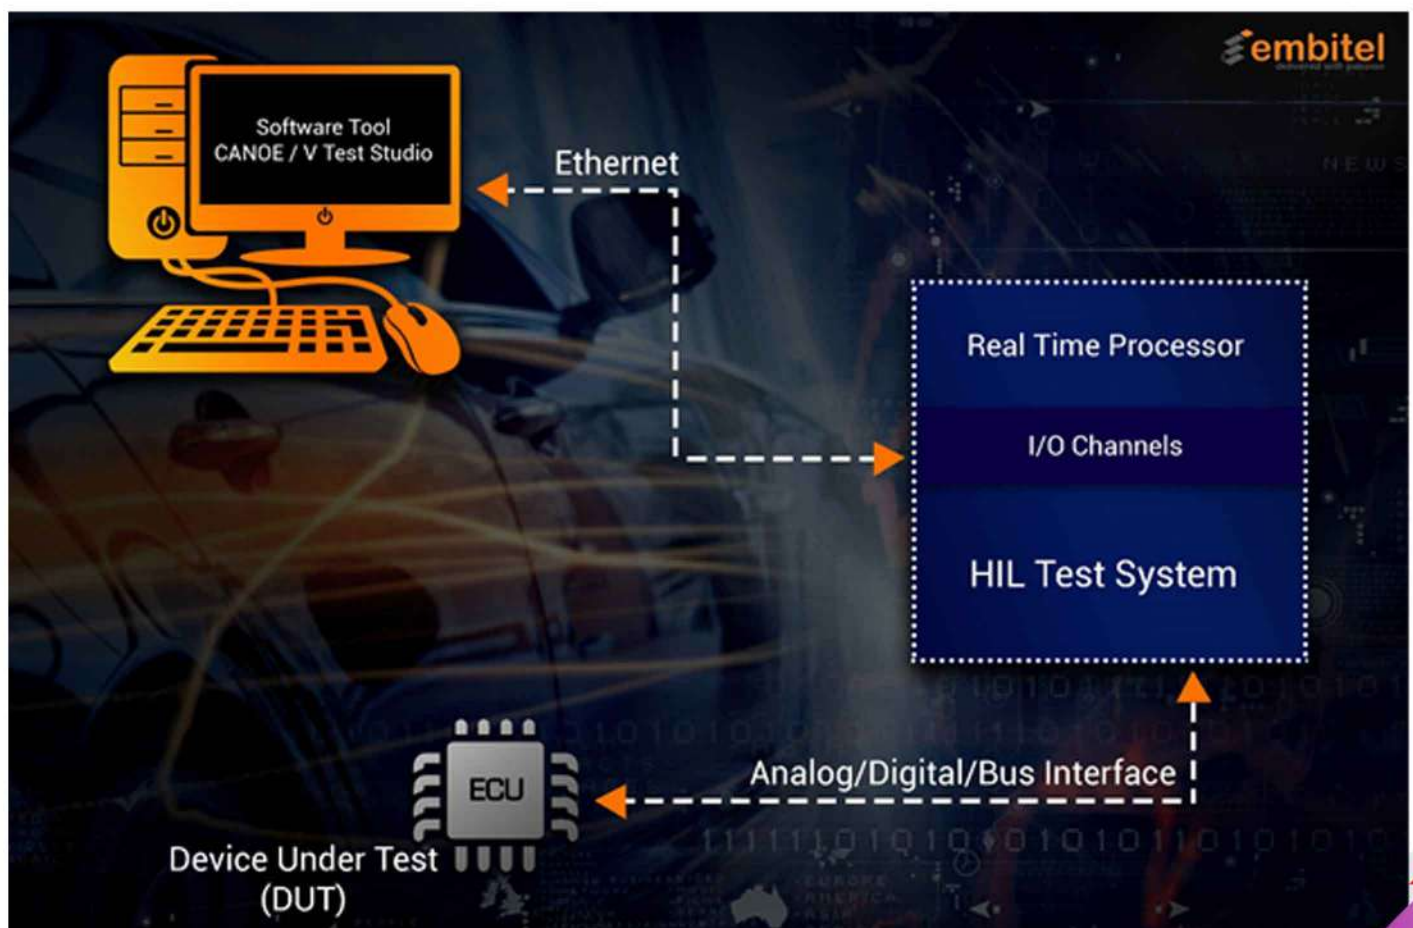 embitel
Software Tool
CANOE / V Test Studio
Ethernet
NEWS
Real Time Processor
I/O Channels
HIL Test System
Analog/Digital/Bus Interface
ECU
Device Under Test
(DUT)